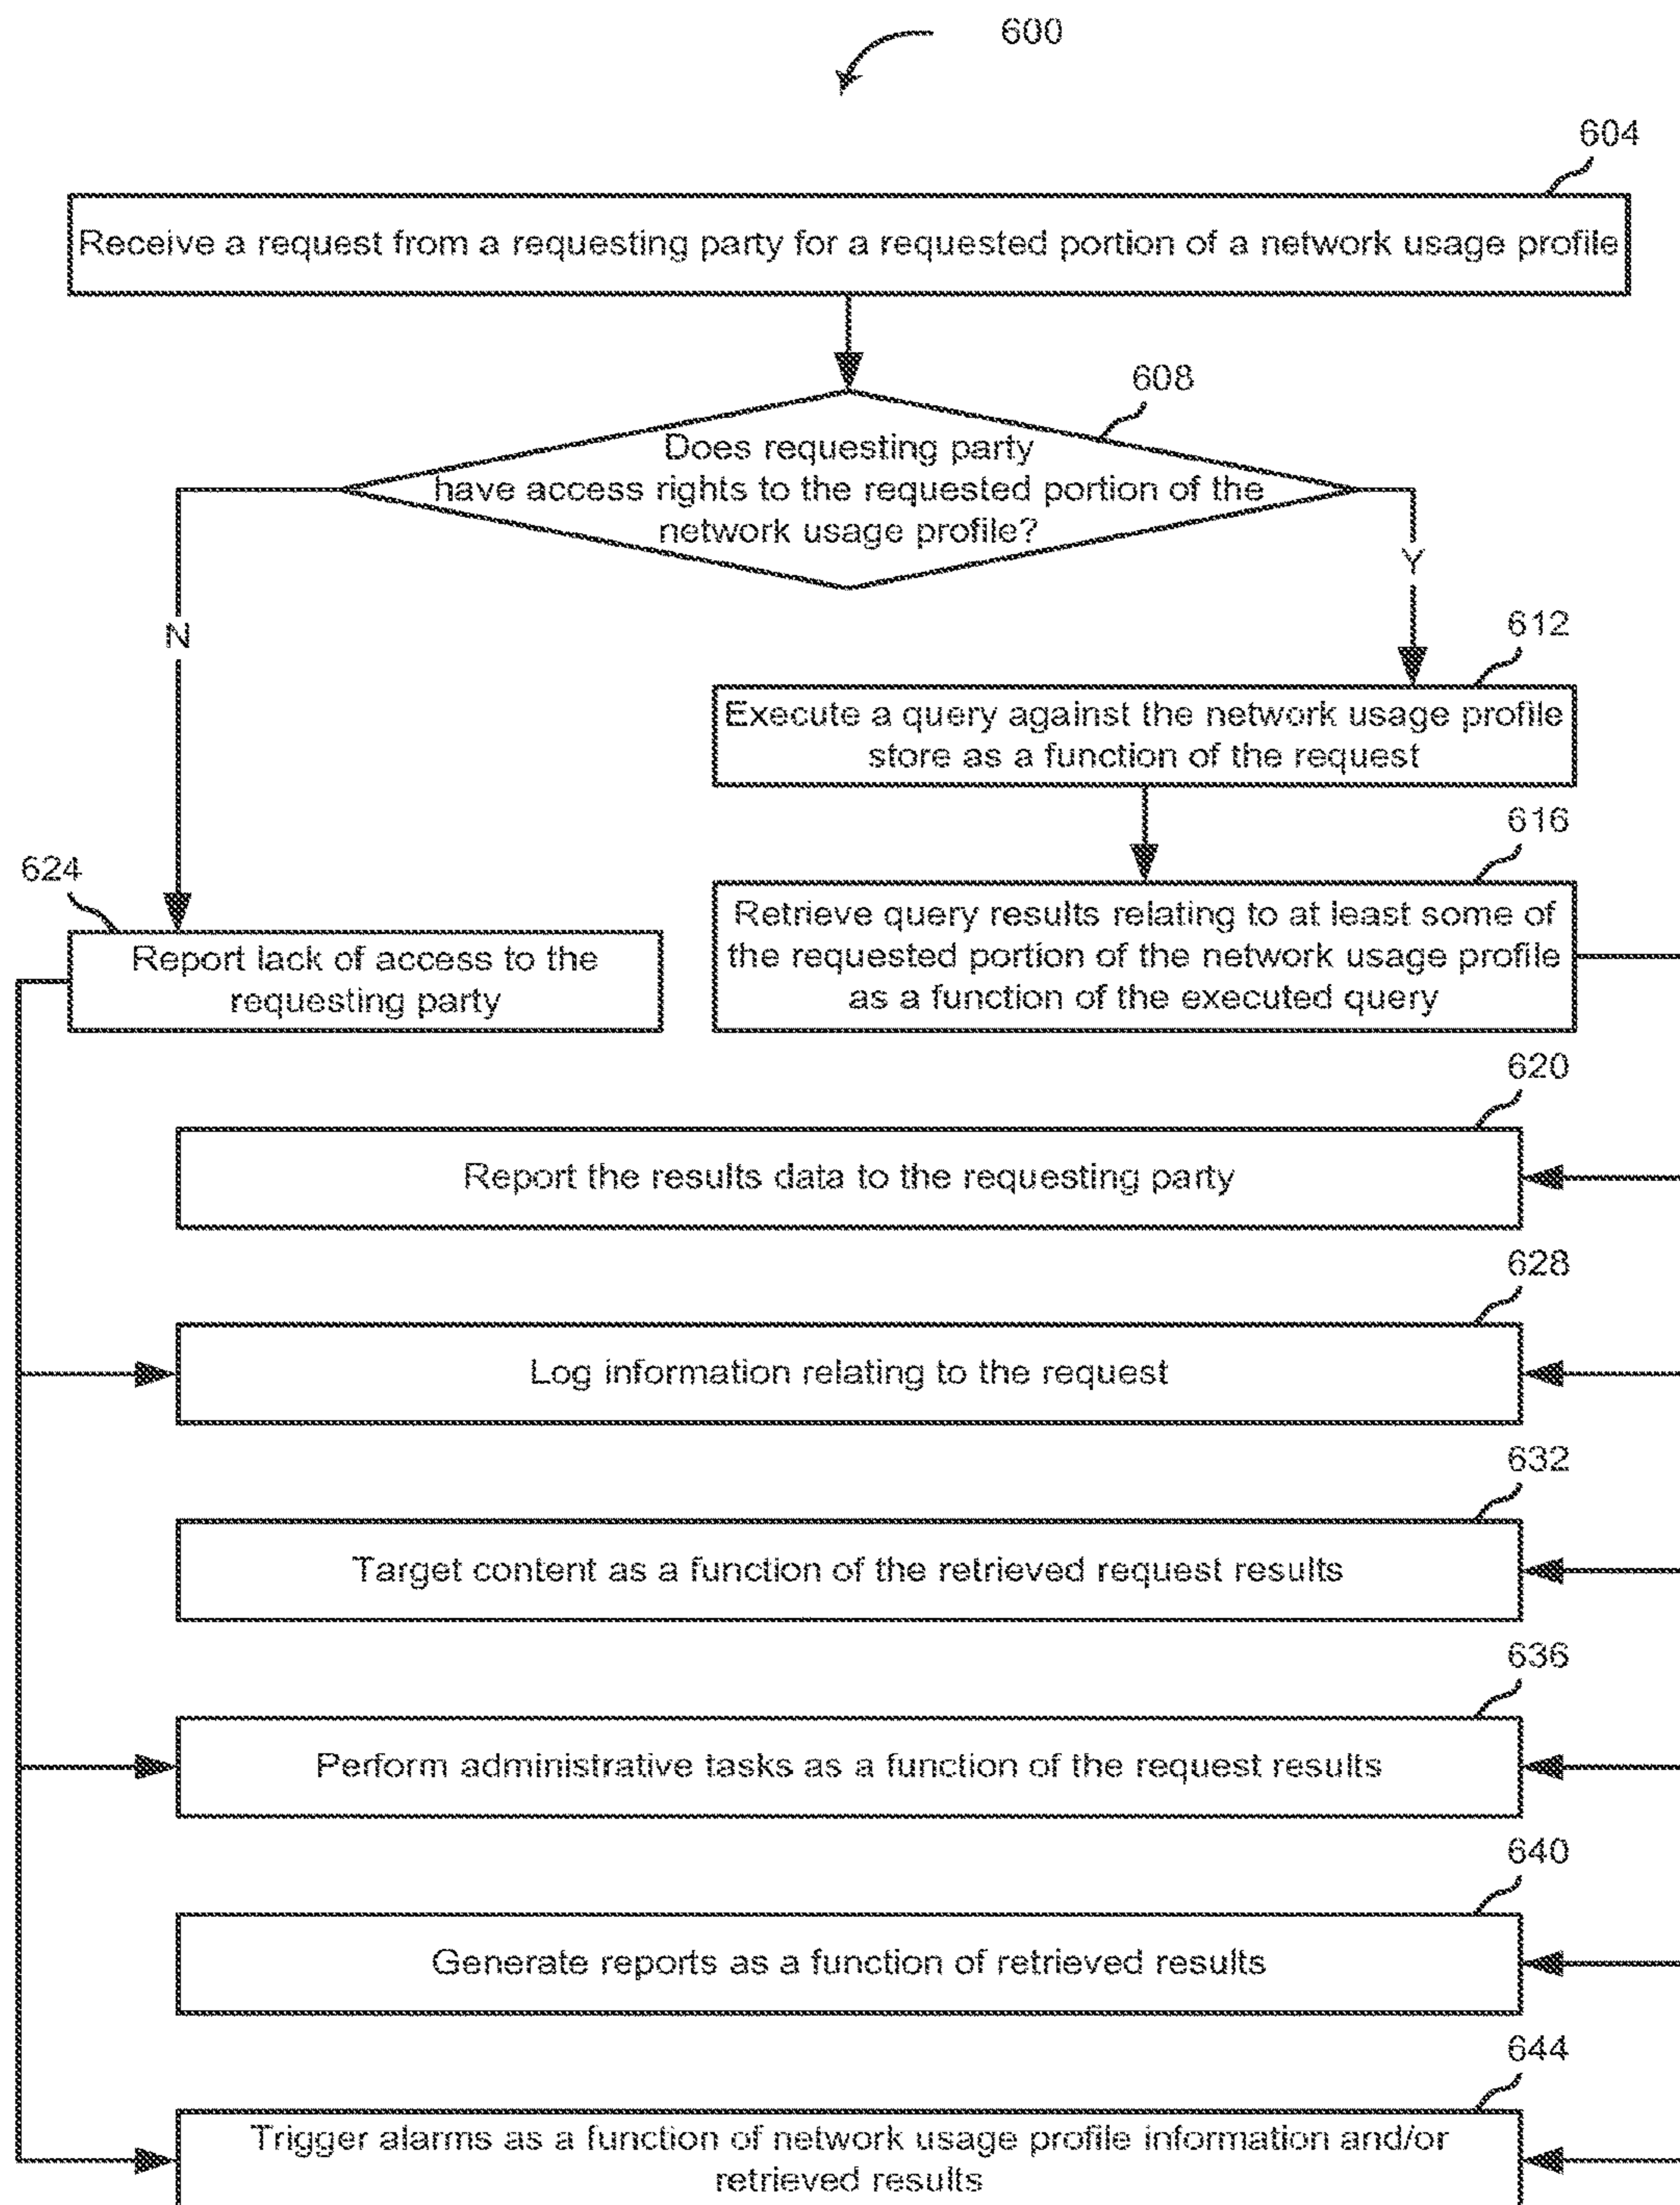 600
604
Receive a request from a requesting party for a requested portion of a network usage profile
608
Does requesting party
have access rights to the requested portion of the
network usage profile?
Y
N
612
Execute a query against the network usage profile
store as a function of the request
616
Retrieve query results relating to at least some of
the requested portion of the network usage profile
as a function of the executed query
624
Report lack of access to the
requesting party
620
Report the results data to the requesting party
628
Log information relating to the request
632
Target content as a function of the retrieved request results
636
Perform administrative tasks as a function of the request results
640
Generate reports as a function of retrieved results
644
Trigger alarms as a function of network usage profile information and/or
retrieved results